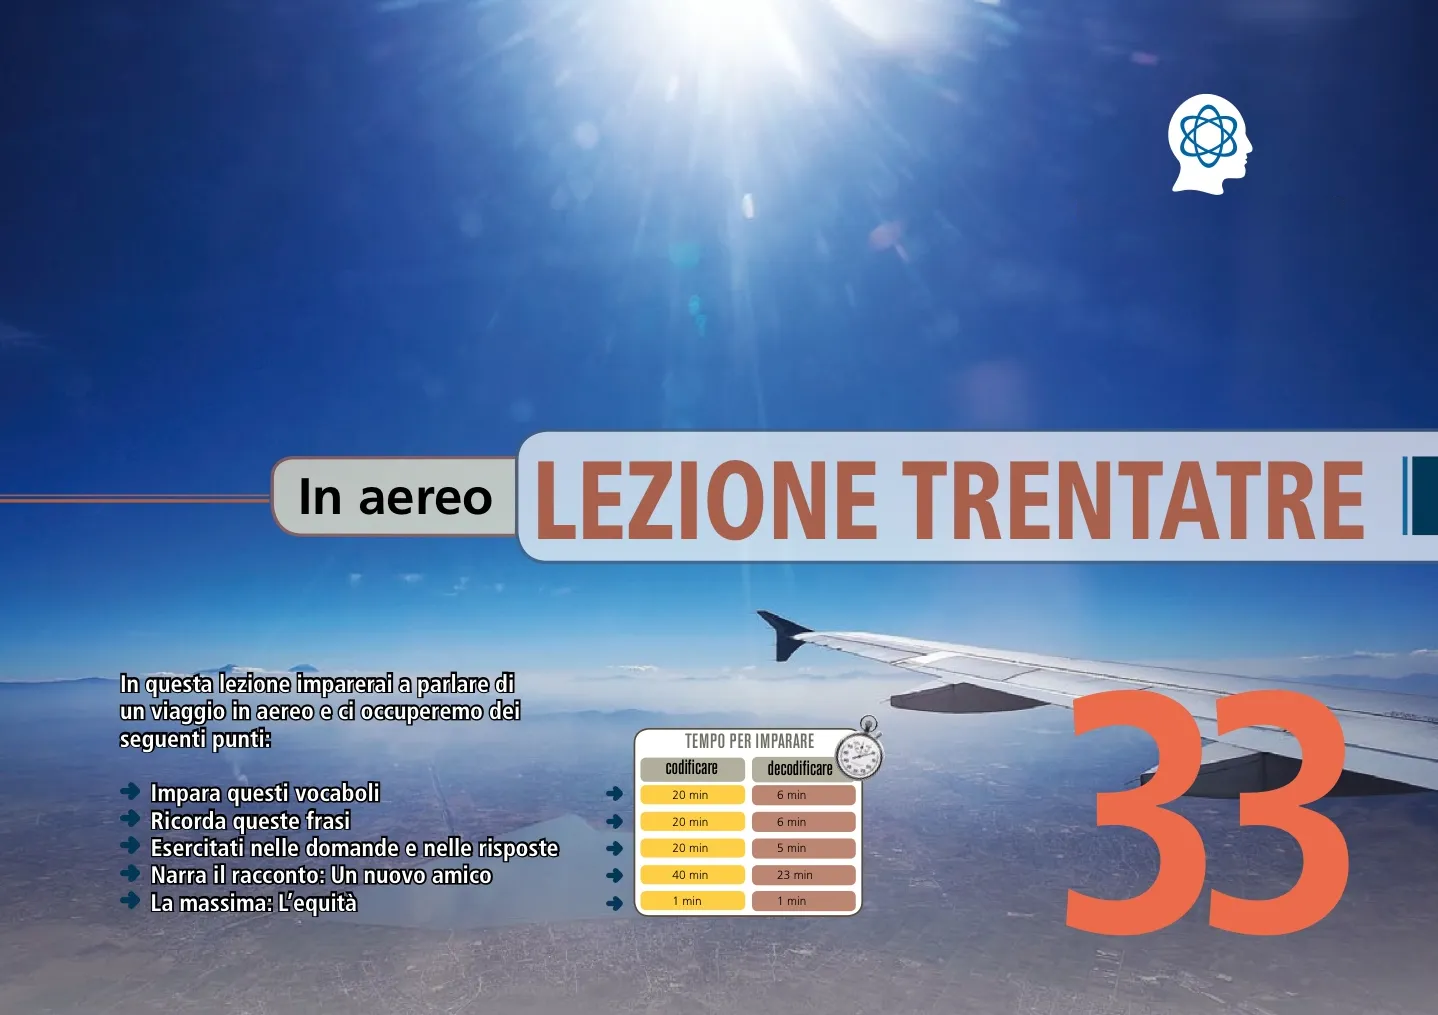 In aereo
LEZIONE TRENTATRE
In questa lezione imparerai a parlare di
un viaggio in aereo e ci occuperemo dei
seguenti punti:
Impara questi vocaboli
Ricorda queste frasi
Esercitati nelle domande e nelle risposte
Narra il racconto: Un nuovo amico
La massima: L’equità
TEMPO PER IMPARARE
codificare decodificare
20 min 6 min
20 min 6 min
20 min 5 min
40 min 23 min
1 min 1 min
33